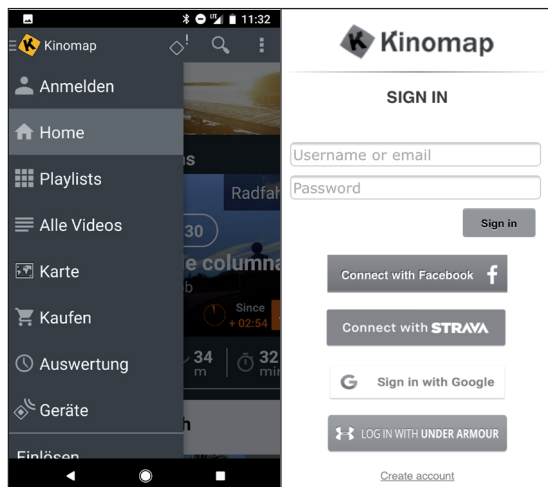 LTE 11:32
Kinomap
Anmelden
Home
Playlists
Alle Videos
Karte
Kaufen
Auswertung
Geräte
Einlösen
Radfah
30
e columna
Since
+ 02:54
34
m
32
min
Kinomap
SIGN IN
Username or email
Password
Sign in
Connect with Facebook
Connect with STRAVA
G Sign in with Google
LOG IN WITH UNDER ARMOUR
Create account